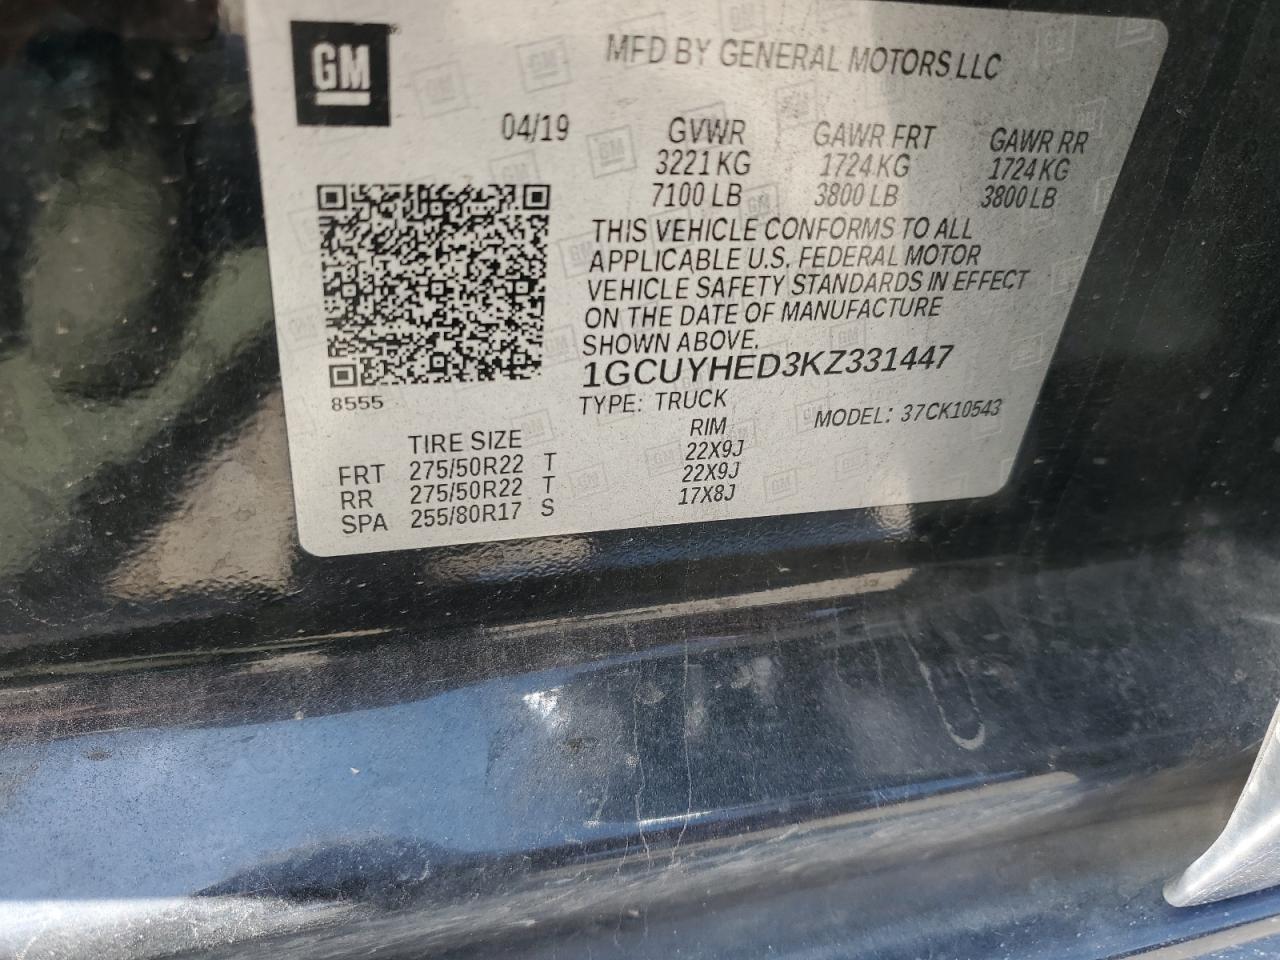 GM
MFD BY GENERAL MOTORS LLC
04/19 GVWR GAWR FRT GAWR RR
3221 KG 1724 KG 1724 KG
7100 LB 3800 LB 3800 LB
THIS VEHICLE CONFORMS TO ALL
APPLICABLE U.S. FEDERAL MOTOR
VEHICLE SAFETY STANDARDS IN EFFECT
ON THE DATE OF MANUFACTURE
SHOWN ABOVE.
1GCUYHED3KZ331447
8555
TYPE: TRUCK MODEL: 37CK10543
TIRE SIZE RIM
FRT 275/50R22 T 22X9J
RR 275/50R22 T 22X9J
SPA 255/80R17 S 17X8J